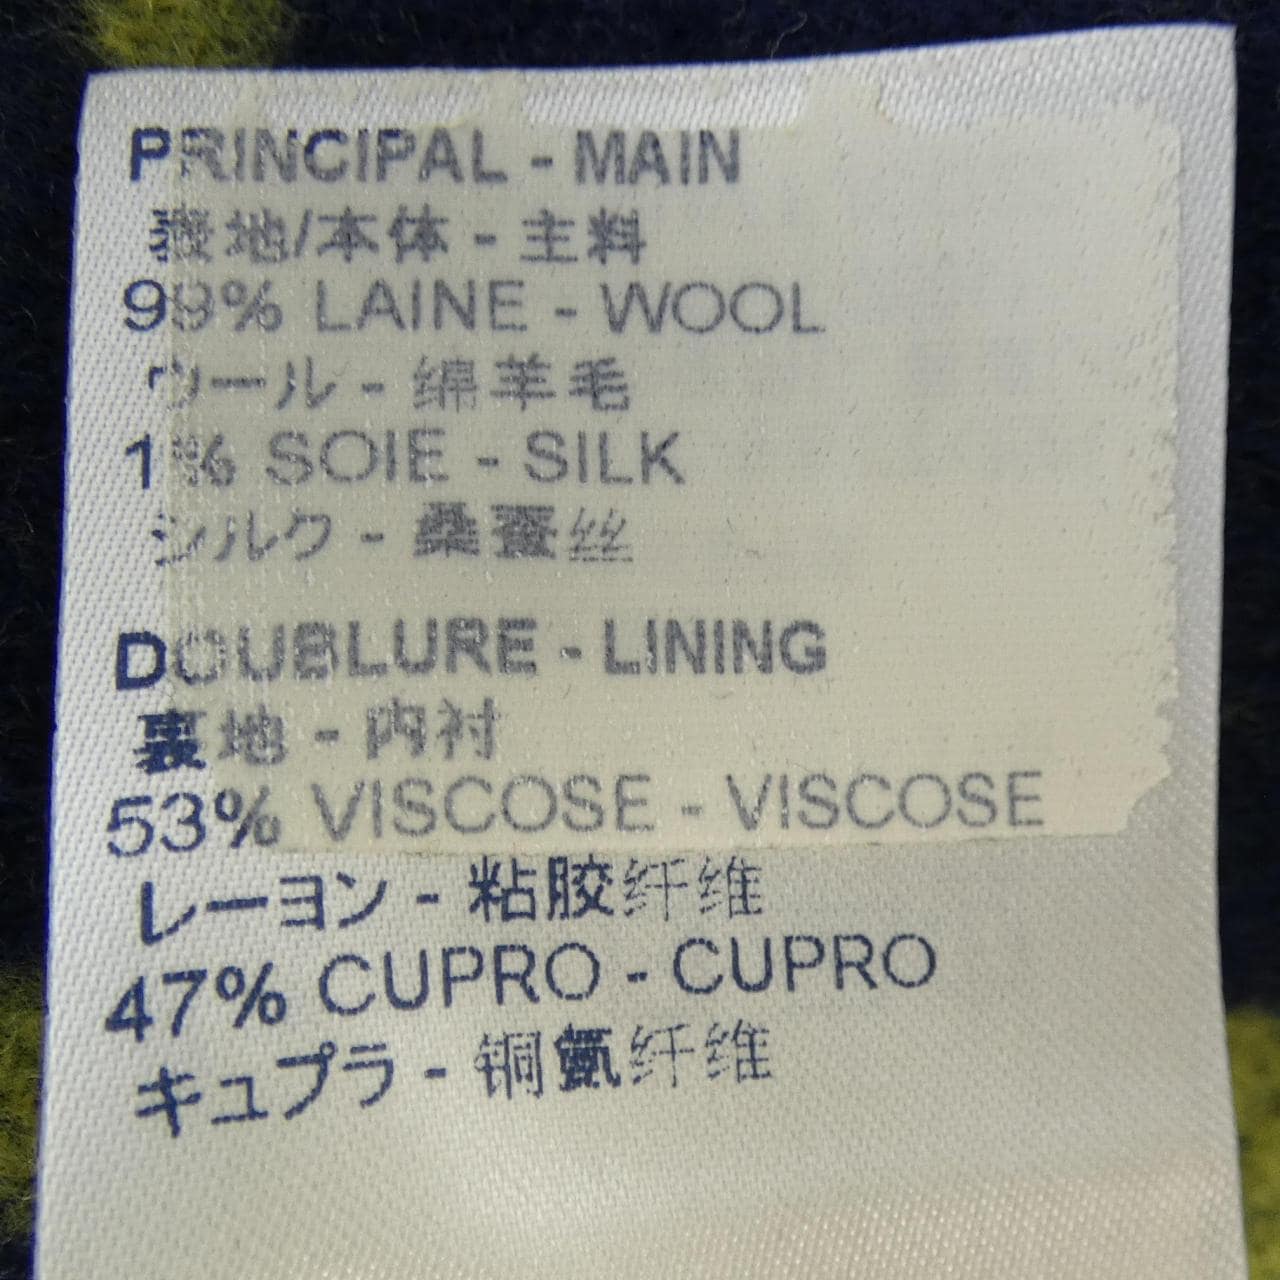 PRINCIPAL - MAIN
表地/本体 - 主料
99% LAINE - WOOL
ウール - 绵羊毛
1% SOIE - SILK
シルク - 桑蚕丝
DOUBLURE - LINING
裏地 - 内衬
53% VISCOSE - VISCOSE
レーヨン - 粘胶纤维
47% CUPRO - CUPRO
キュプラ - 铜氨纤维